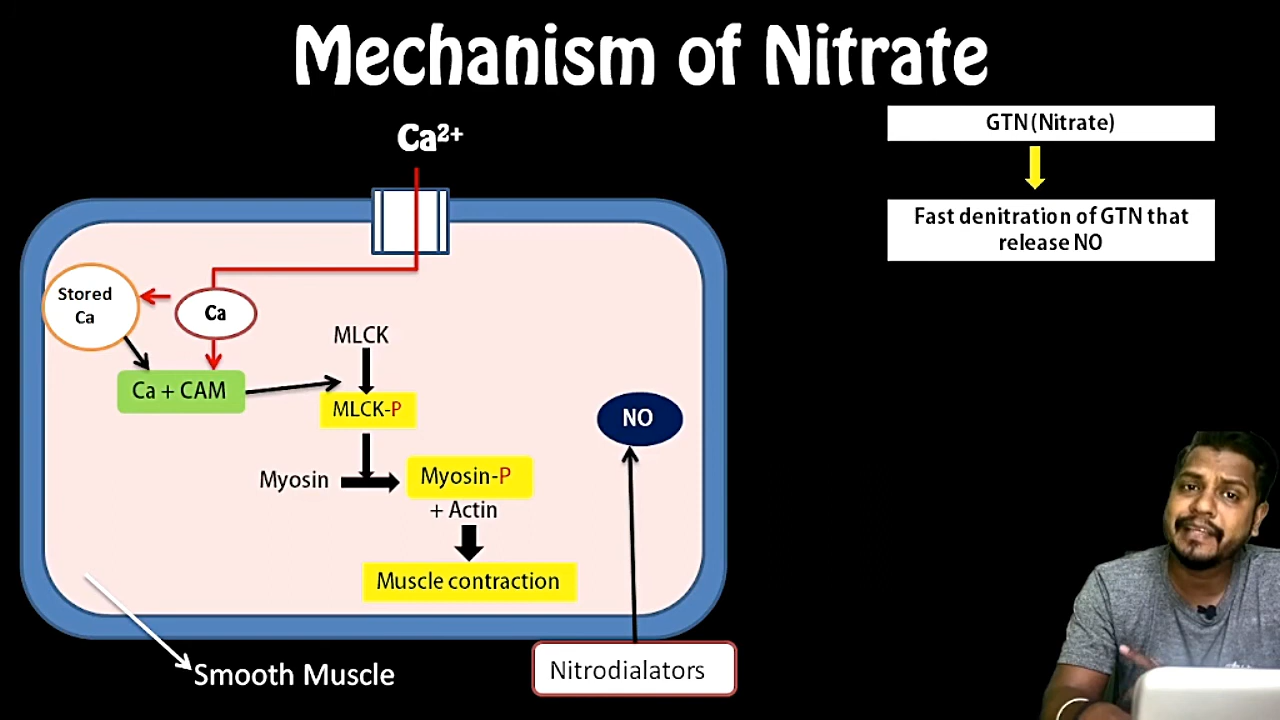 Mechanism of Nitrate
Ca²⁺
GTN(Nitrate)
Fast denitration of GTN that
release NO
Stored
Ca
Ca
MLCK
Ca + CAM
MLCK-P
NO
Myosin
Myosin-P
+ Actin
Muscle contraction
Smooth Muscle
Nitrodialators